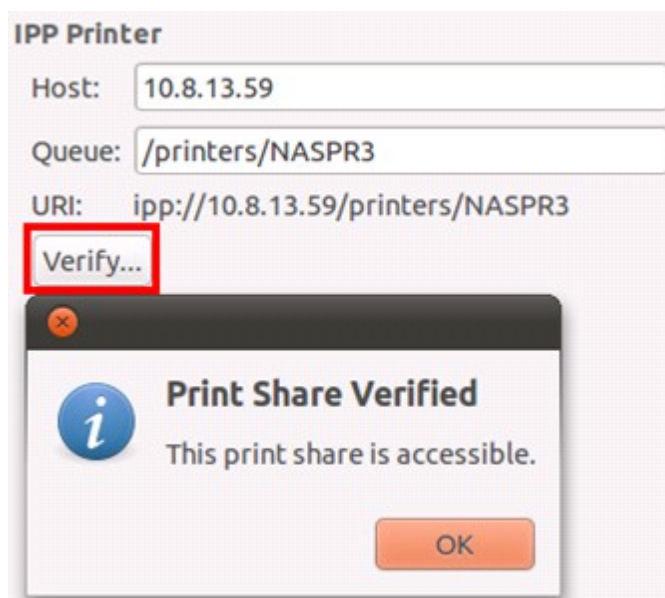 IPP Printer
Host: 10.8.13.59
Queue: /printers/NASPR3
URI: ipp://10.8.13.59/printers/NASPR3
Verify...
Print Share Verified
This print share is accessible.
OK